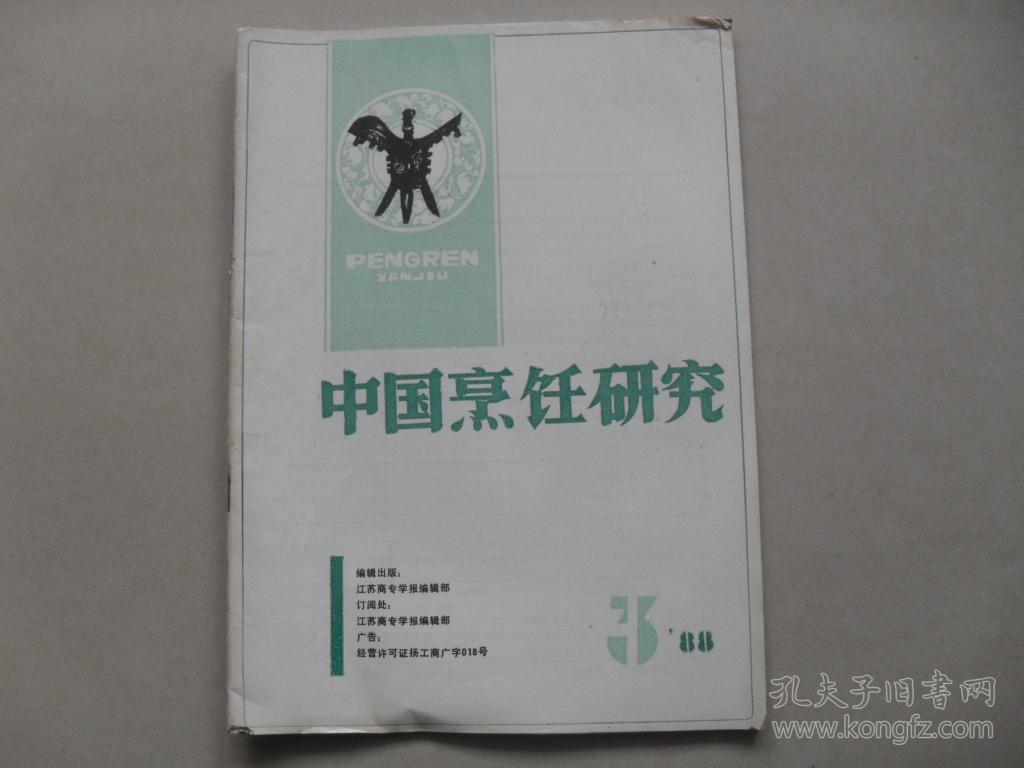 PENGREN
YANJIU
中国烹饪研究
编辑出版：
江苏商专学报编辑部
订阅处：
江苏商专学报编辑部
广告：
经营许可证扬工商广字018号
3 '88
孔夫子旧書网
www.kongfz.com